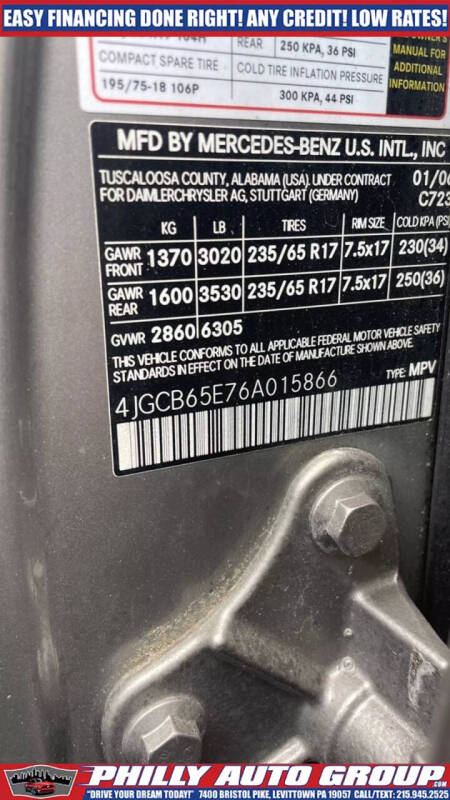 EASY FINANCING DONE RIGHT! ANY CREDIT! LOW RATES!
104H
REAR 250 KPA, 36 PSI
MANUAL FOR
COMPACT SPARE TIRE COLD TIRE INFLATION PRESSURE ADDITIONAL
195/75-18 106P 300 KPA, 44 PSI INFORMATION
MFD BY MERCEDES-BENZ U.S. INTL., INC
TUSCALOOSA COUNTY, ALABAMA (USA). UNDER CONTRACT 01/06
FOR DAIMLERCHRYSLER AG, STUTTGART (GERMANY) C723
KG LB TIRES RIM SIZE COLD KPA (PSI
GAWR FRONT 1370 3020 235/65 R17 7.5x17 230(34)
GAWR REAR 1600 3530 235/65 R17 7.5x17 250(36)
GVWR 2860 6305
THIS VEHICLE CONFORMS TO ALL APPLICABLE FEDERAL MOTOR VEHICLE SAFETY
STANDARDS IN EFFECT ON THE DATE OF MANUFACTURE SHOWN ABOVE.
4JGCB65E76A015866 TYPE: MPV
PHILLY AUTO GROUP.COM
"DRIVE YOUR DREAM TODAY!" 7400 BRISTOL PIKE, LEVITTOWN PA 19057 CALL/TEXT: 215.945.2525